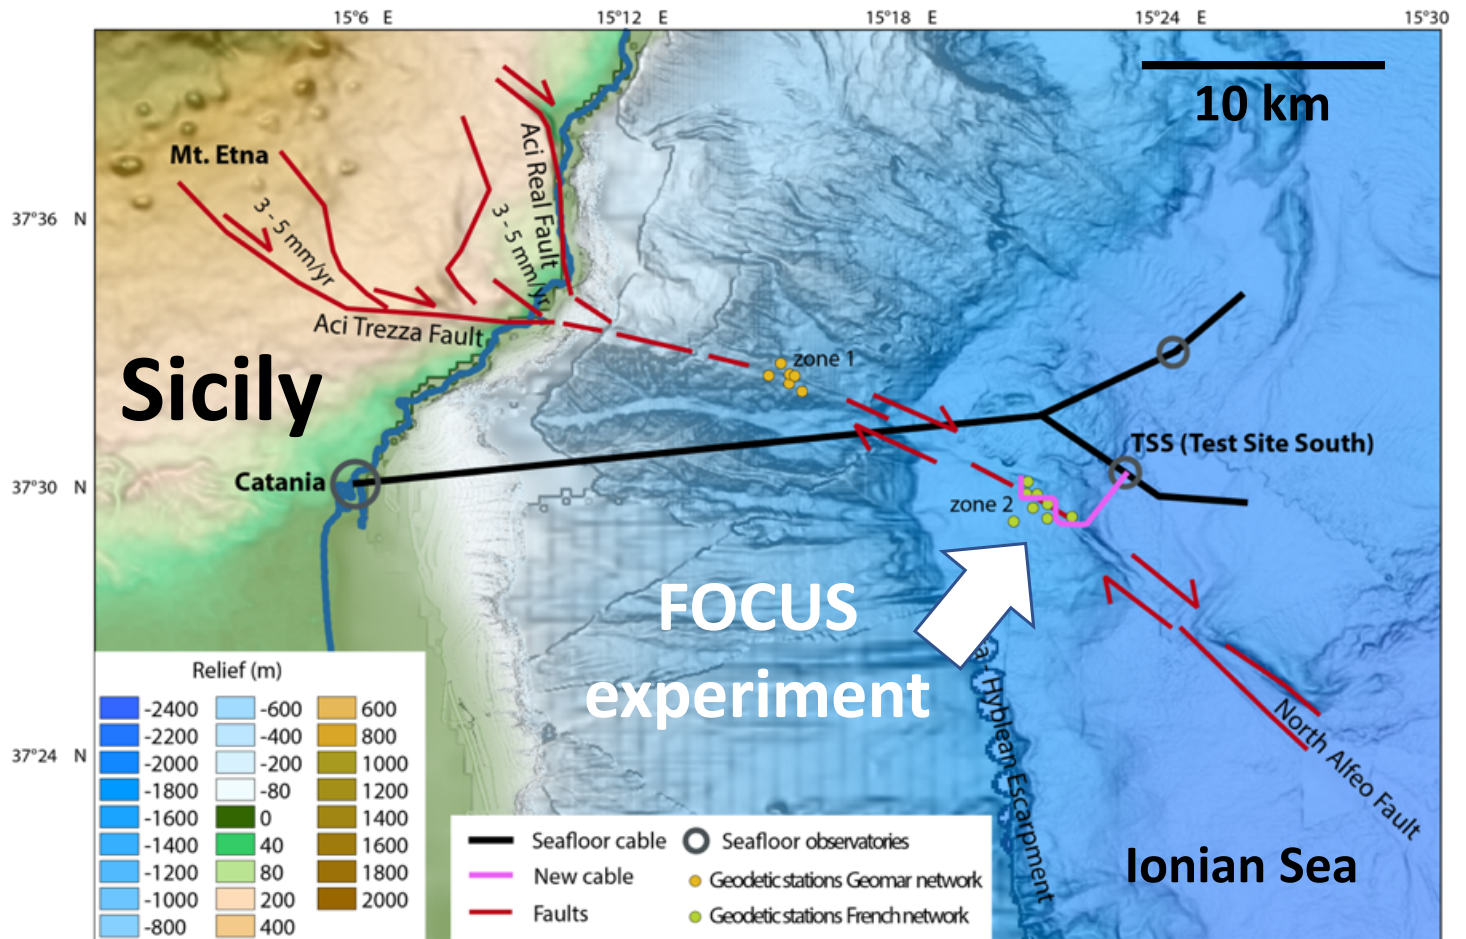 15°6 E
15°12 E
15°18 E
15°24 E
15°30
10 km
Mt. Etna
3 - 5 mm/yr
Aci Real Fault
3 - 5 mm/yr
37°36 N
Aci Trezza Fault
zone 1
Sicily
TSS (Test Site South)
Catania
37°30 N
zone 2
FOCUS
experiment
a - Hyblean Escarpment
North Alfeo Fault
37°24 N
Ionian Sea
Relief (m)
-2400 -600 600
-2200 -400 800
-2000 -200 1000
-1800 -80 1200
-1600 0 1400
-1400 40 1600
-1200 80 1800
-1000 200 2000
-800 400
Seafloor cable
Seafloor observatories
New cable
Geodetic stations Geomar network
Faults
Geodetic stations French network